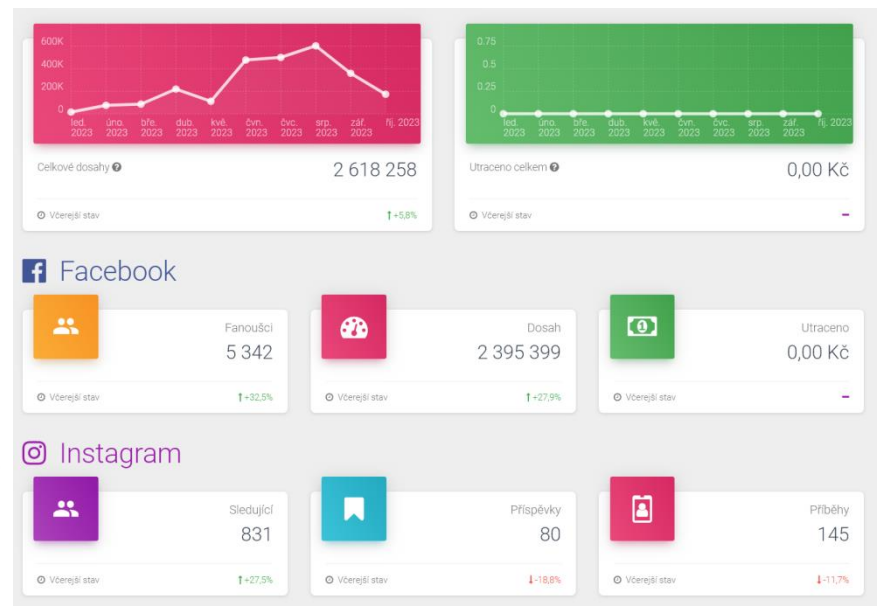 600K
400K
200K
0
led. 2023 úno. 2023 bře. 2023 dub. 2023 kvě. 2023 čvn. 2023 čvc. 2023 srp. 2023 zář. 2023 říj. 2023
Celkové dosahy 2 618 258
Včerejší stav +5,8%
0.75
0.5
0.25
0
led. 2023 úno. 2023 bře. 2023 dub. 2023 kvě. 2023 čvn. 2023 čvc. 2023 srp. 2023 zář. 2023 říj. 2023
Utraceno celkem 0,00 Kč
Včerejší stav –
Facebook
Fanoušci
5 342
Včerejší stav +32,5%
Dosah
2 395 399
Včerejší stav +27,9%
Utraceno
0,00 Kč
Včerejší stav –
Instagram
Sledující
831
Včerejší stav +27,5%
Příspěvky
80
Včerejší stav -18,8%
Příběhy
145
Včerejší stav -11,7%